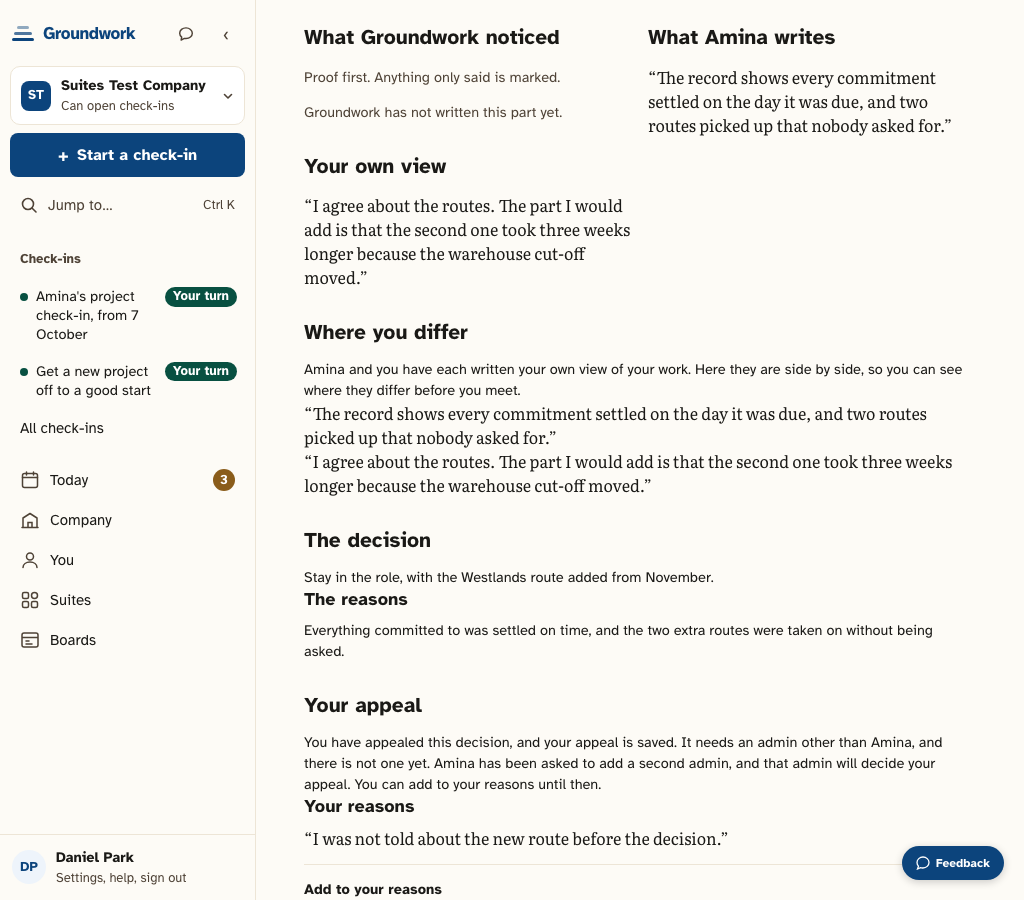 Groundwork
ST
Suites Test Company
Can open check-ins
+ Start a check-in
Jump to...
Ctrl K
Check-ins
Amina's project
check-in, from 7
October
Your turn
Get a new project
off to a good start
Your turn
All check-ins
Today
3
Company
You
Suites
Boards
DP
Daniel Park
Settings, help, sign out
What Groundwork noticed
Proof first. Anything only said is marked.
Groundwork has not written this part yet.
What Amina writes
“The record shows every commitment
settled on the day it was due, and two
routes picked up that nobody asked for.”
Your own view
“I agree about the routes. The part I would
add is that the second one took three weeks
longer because the warehouse cut-off
moved.”
Where you differ
Amina and you have each written your own view of your work. Here they are side by side, so you can see
where they differ before you meet.
“The record shows every commitment settled on the day it was due, and two routes
picked up that nobody asked for.”
“I agree about the routes. The part I would add is that the second one took three weeks
longer because the warehouse cut-off moved.”
The decision
Stay in the role, with the Westlands route added from November.
The reasons
Everything committed to was settled on time, and the two extra routes were taken on without being
asked.
Your appeal
You have appealed this decision, and your appeal is saved. It needs an admin other than Amina, and
there is not one yet. Amina has been asked to add a second admin, and that admin will decide your
appeal. You can add to your reasons until then.
Your reasons
“I was not told about the new route before the decision.”
Add to your reasons
Feedback